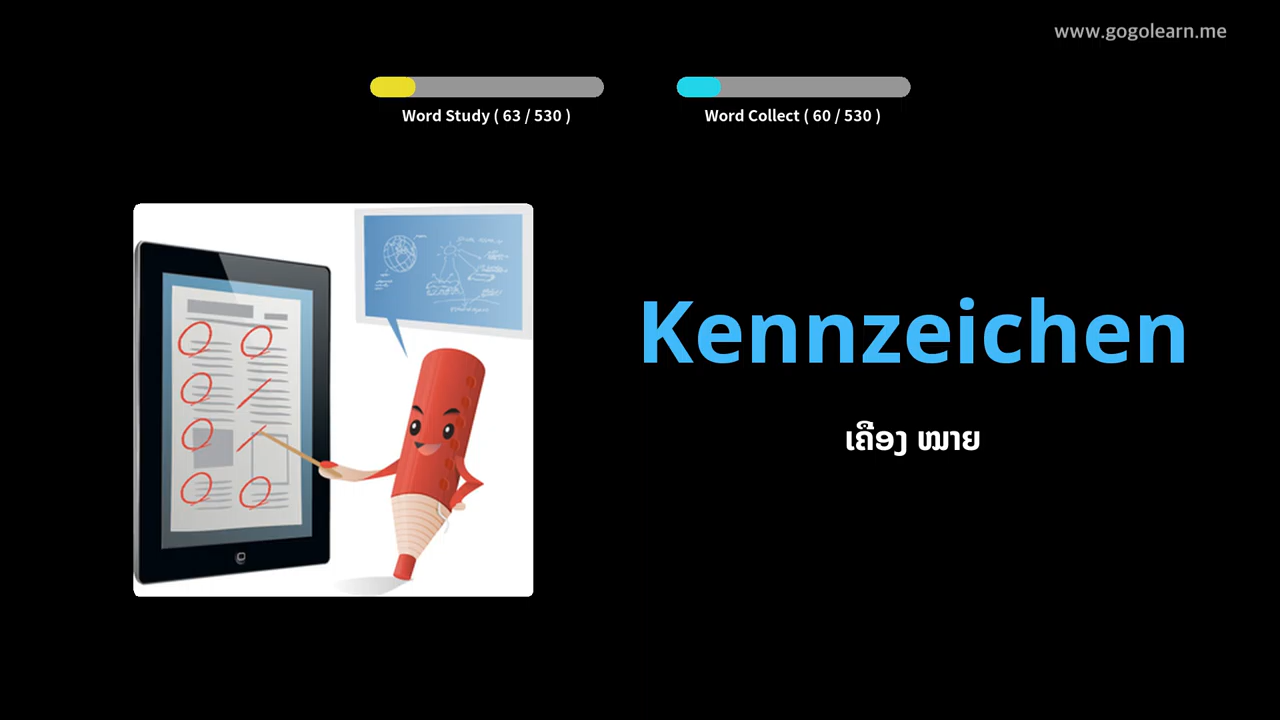 www.gogolearn.me
Word Study ( 63 / 530 )
Word Collect ( 60 / 530 )
Kennzeichen
ເຄື່ອງ ໝາຍ